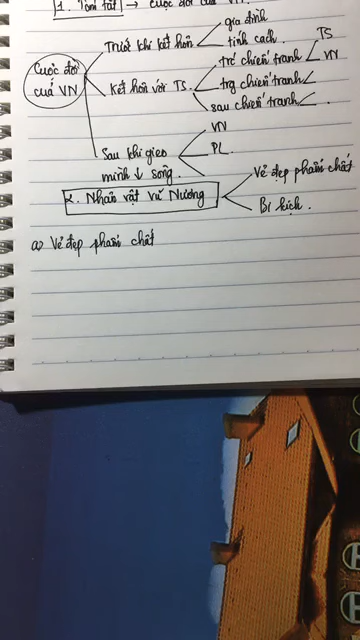 1. Tóm tắt → Cuộc đời của VN.
gia đình
Trước khi kết hôn
tính cách.
TS
Cuộc đời
trc chiến tranh
VN
của VN
kết hôn với TS.
trg chiến tranh
sau chiến tranh
VN
Sau khi gieo
PL
mình ↓ sông.
Vẻ đẹp phẩm chất
2. Nhân vật Vũ Nương
Bi kịch.
a) Vẻ đẹp phẩm chất